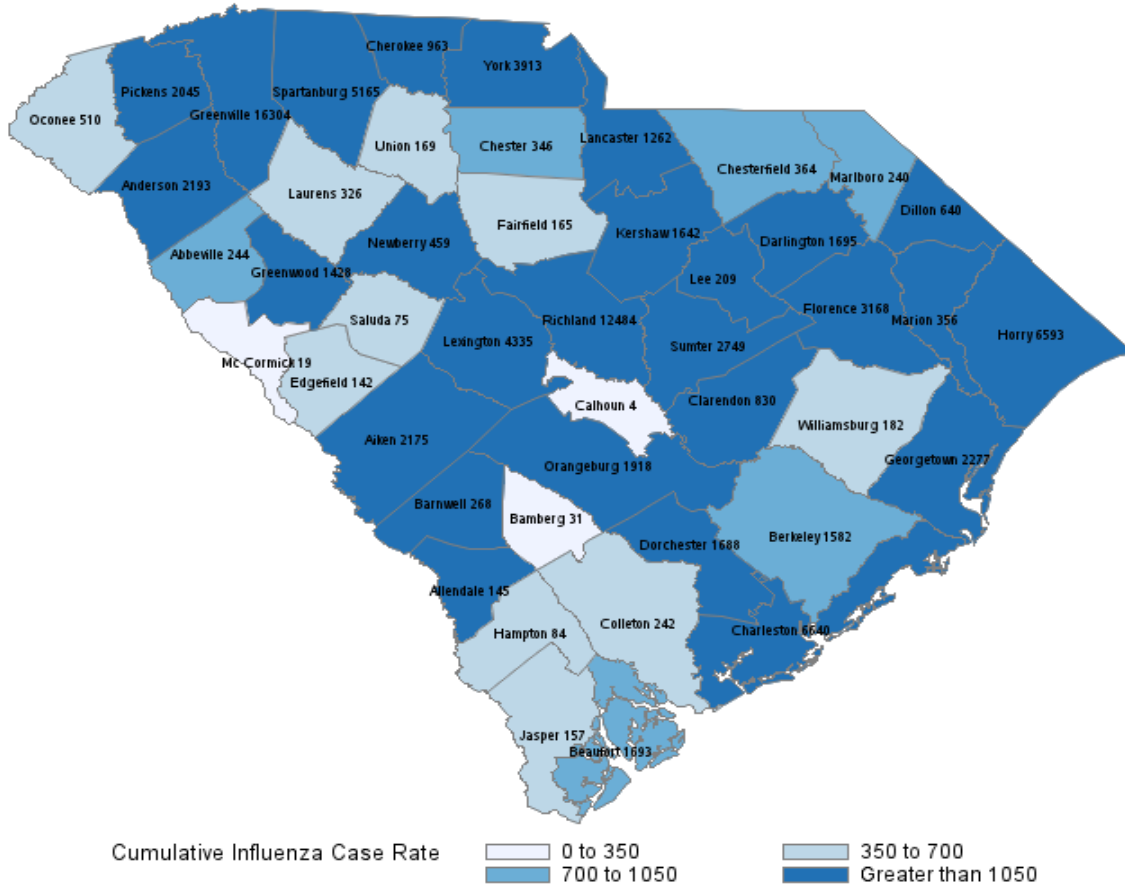 Cherokee 963
York 3913
Pickens 2045
Spartanburg 5165
Oconee 510
Greenville 16304
Lancaster 1262
Union 169
Chester 346
Chesterfield 364
Marlboro 240
Anderson 2193
Laurens 326
Dillon 640
Fairfield 165
Kershaw 1642
Newberry 459
Darlington 1695
Abbeville 244
Greenwood 1428
Lee 209
Florence 3168
Saluda 75
Richland 12484
Marion 356
Lexington 4335
Sumter 2749
Horry 6593
Mc Cormick 19
Edgefield 142
Calhoun 4
Clarendon 830
Williamsburg 182
Aiken 2175
Georgetown 2277
Orangeburg 1918
Barnwell 268
Bamberg 31
Berkeley 1582
Dorchester 1688
Allendale 145
Colleton 242
Charleston 6640
Hampton 84
Jasper 157
Beaufort 1693
Cumulative Influenza Case Rate
0 to 350
350 to 700
700 to 1050
Greater than 1050